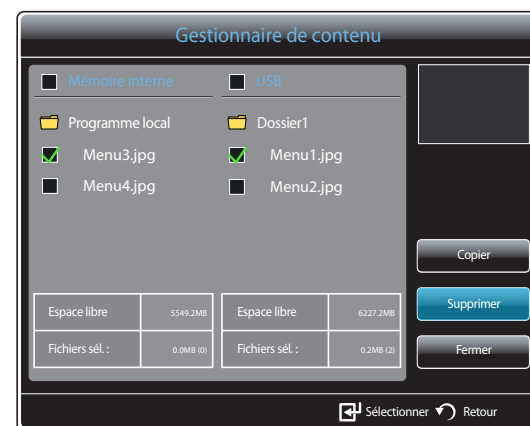 Gestionnaire de contenu
Mémoire interne
Programme local
Menu3.jpg
Menu4.jpg
USB
Dossier1
Menu1.jpg
Menu2.jpg
Espace libre 5549.2MB
Fichiers sél. : 0.0MB (0)
Espace libre 6227.2MB
Fichiers sél. : 0.2MB (2)
Copier
Supprimer
Fermer
Sélectionner Retour